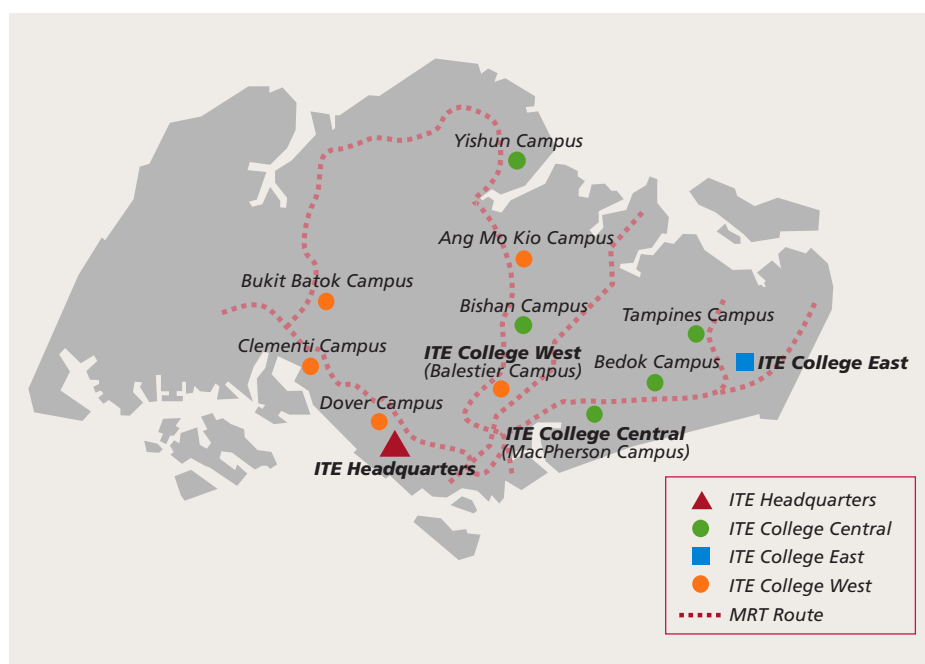 Yishun Campus
Ang Mo Kio Campus
Bukit Batok Campus
Bishan Campus
Tampines Campus
Clementi Campus
ITE College West
(Balestier Campus)
Bedok Campus
ITE College East
Dover Campus
ITE College Central
(MacPherson Campus)
ITE Headquarters
ITE Headquarters
ITE College Central
ITE College East
ITE College West
MRT Route